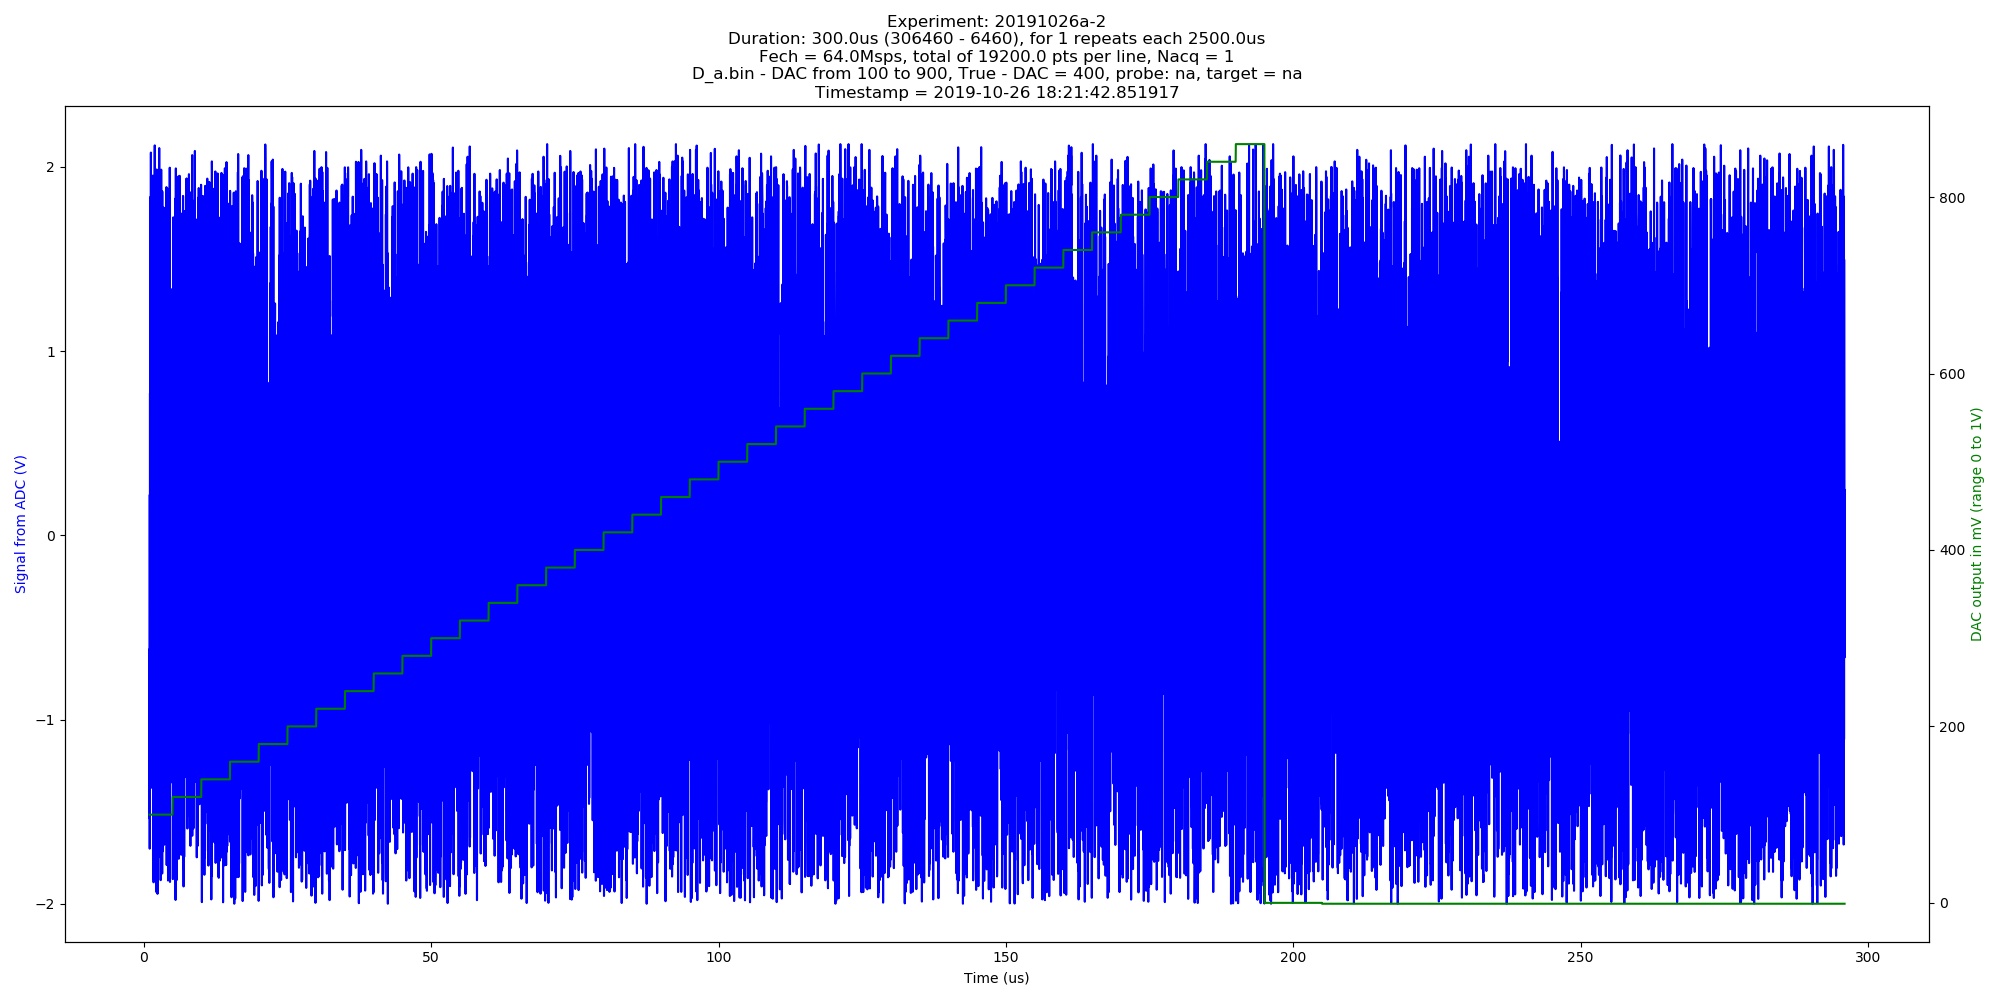 Experiment: 20191026a-2
Duration: 300.0us (306460 - 6460), for 1 repeats each 2500.0us
Fech = 64.0Msps, total of 19200.0 pts per line, Nacq = 1
D_a.bin - DAC from 100 to 900, True - DAC = 400, probe: na, target = na
Timestamp = 2019-10-26 18:21:42.851917
Signal from ADC (V)
2
1
0
−1
−2
800
600
400
200
0
DAC output in mV (range 0 to 1V)
0
50
100
150
200
250
300
Time (us)